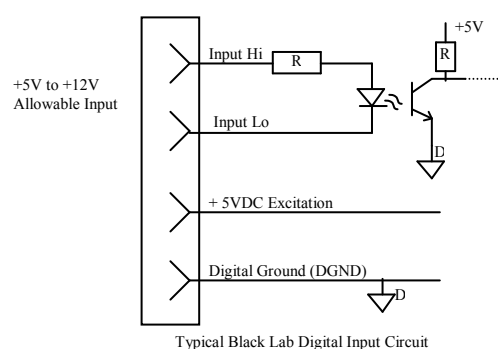 +5V
Input Hi
R
R
+5V to +12V
Allowable Input
Input Lo
D
+ 5VDC Excitation
Digital Ground (DGND)
D
Typical Black Lab Digital Input Circuit